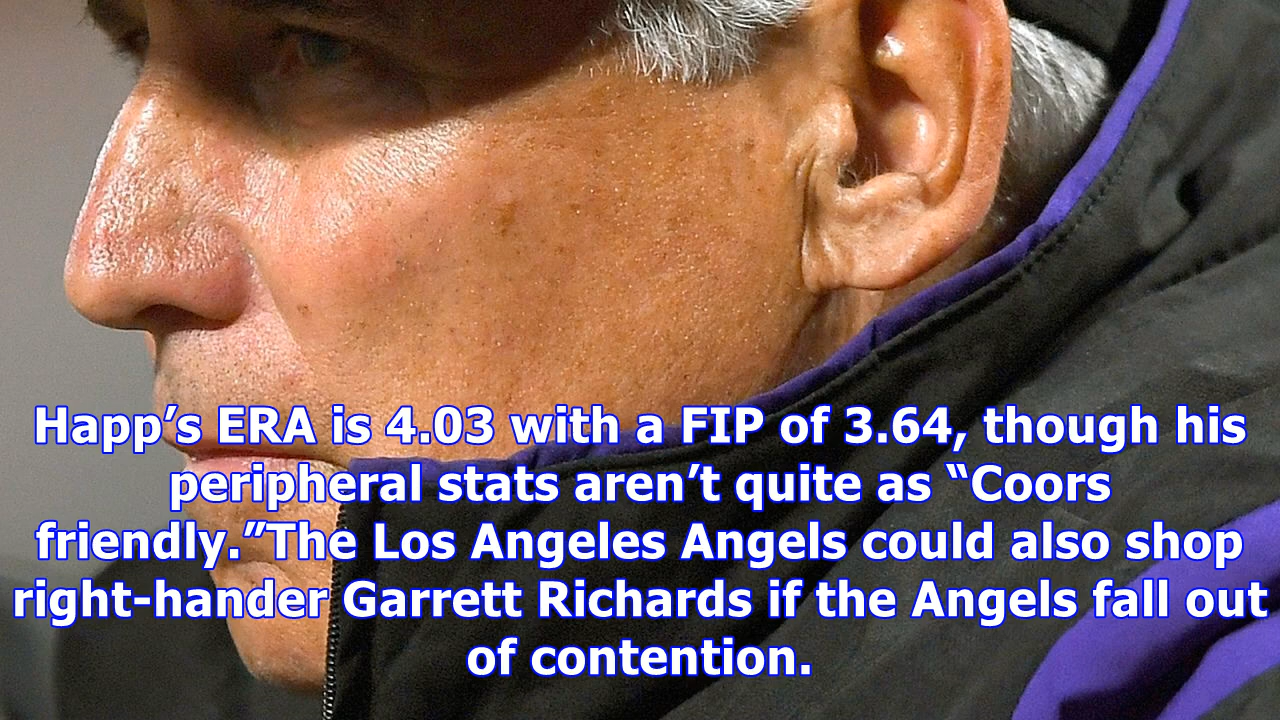 Happ’s ERA is 4.03 with a FIP of 3.64, though his
peripheral stats aren’t quite as “Coors
friendly.”The Los Angeles Angels could also shop
right-hander Garrett Richards if the Angels fall out
of contention.